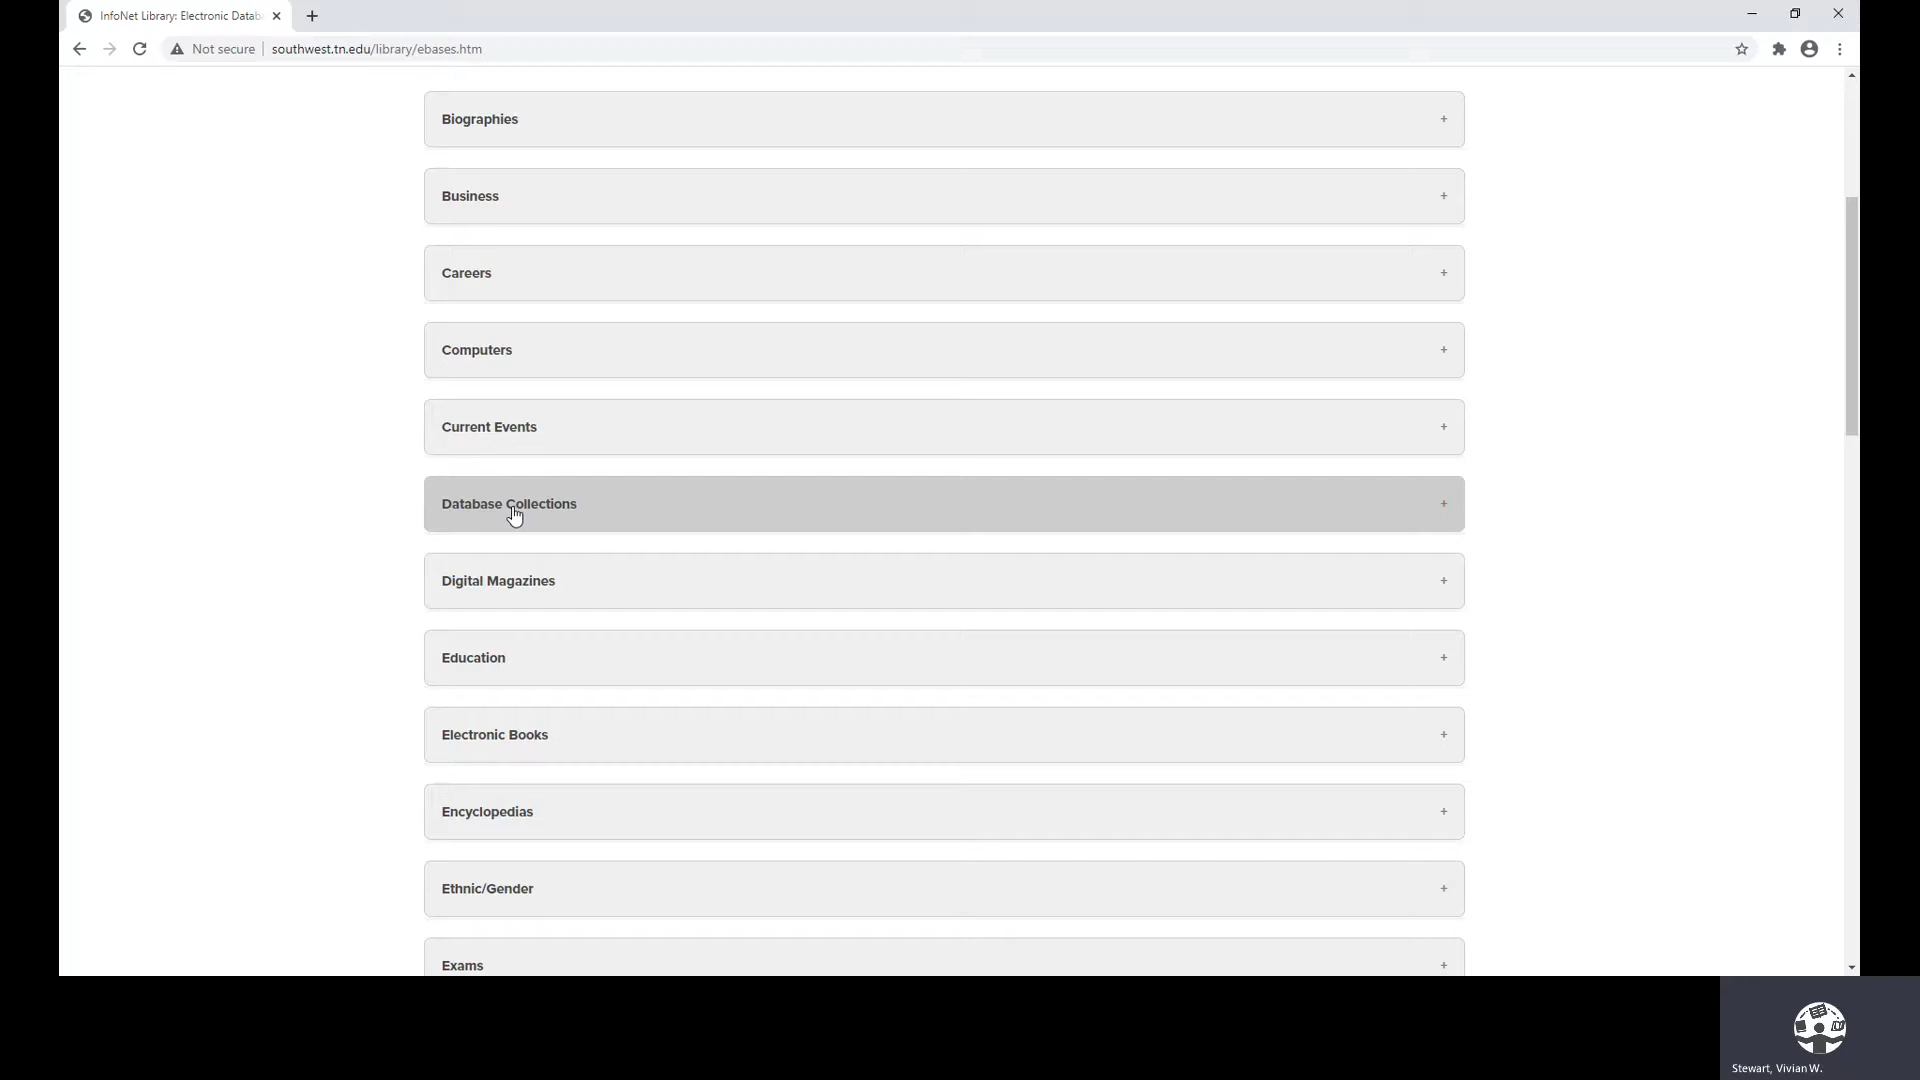 InfoNet Library: Electronic Datab
Not secure
southwest.tn.edu/library/ebases.htm
Biographies +
Business +
Careers +
Computers +
Current Events +
Database Collections +
Digital Magazines +
Education +
Electronic Books +
Encyclopedias +
Ethnic/Gender +
Exams +
Stewart, Vivian W.